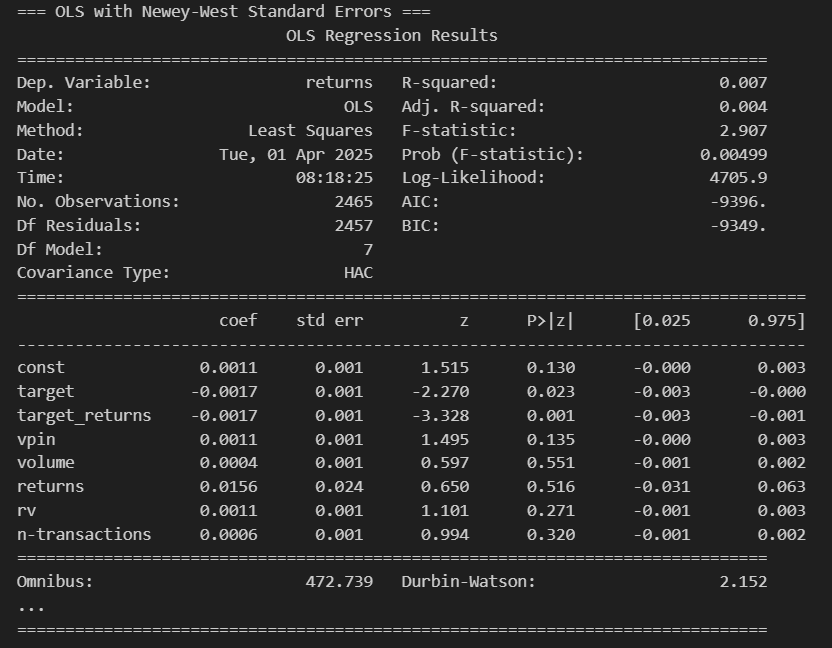 === OLS with Newey-West Standard Errors ===
OLS Regression Results
==============================================================================
Dep. Variable: returns R-squared: 0.007
Model: OLS Adj. R-squared: 0.004
Method: Least Squares F-statistic: 2.907
Date: Tue, 01 Apr 2025 Prob (F-statistic): 0.00499
Time: 08:18:25 Log-Likelihood: 4705.9
No. Observations: 2465 AIC: -9396.
Df Residuals: 2457 BIC: -9349.
Df Model: 7
Covariance Type: HAC
==================================================================================
coef std err z P>|z| [0.025 0.975]
----------------------------------------------------------------------------------
const 0.0011 0.001 1.515 0.130 -0.000 0.003
target -0.0017 0.001 -2.270 0.023 -0.003 -0.000
target_returns -0.0017 0.001 -3.328 0.001 -0.003 -0.001
vpin 0.0011 0.001 1.495 0.135 -0.000 0.003
volume 0.0004 0.001 0.597 0.551 -0.001 0.002
returns 0.0156 0.024 0.650 0.516 -0.031 0.063
rv 0.0011 0.001 1.101 0.271 -0.001 0.003
n-transactions 0.0006 0.001 0.994 0.320 -0.001 0.002
==============================================================================
Omnibus: 472.739 Durbin-Watson: 2.152
...
==============================================================================